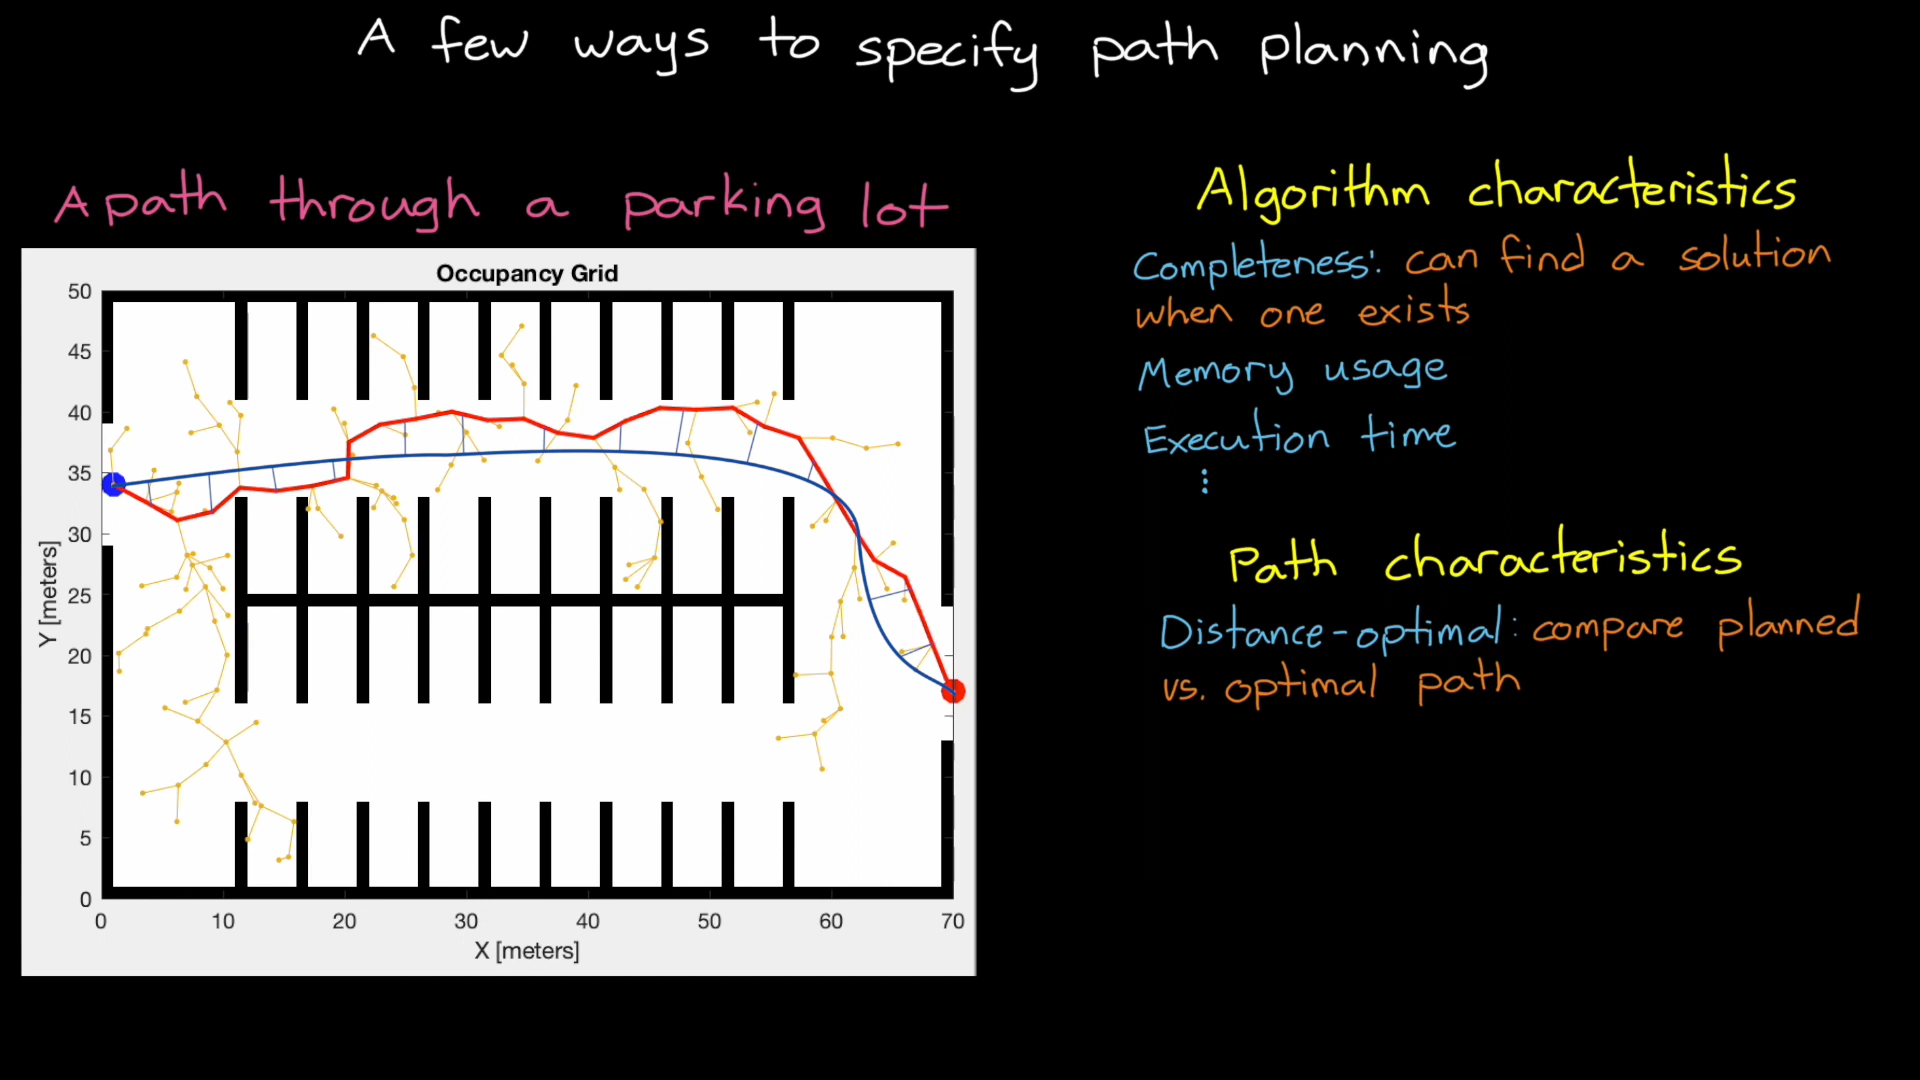 A few ways to specify path planning
A path through a parking lot
Occupancy Grid
50
45
40
35
30
25
20
15
10
5
0
Y [meters]
0 10 20 30 40 50 60 70
X [meters]
Algorithm characteristics
Completeness: can find a solution
when one exists
Memory usage
Execution time
⋮
Path characteristics
Distance-optimal: compare planned
vs. optimal path